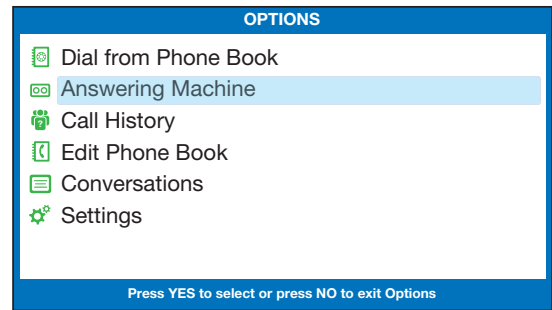 OPTIONS
Dial from Phone Book
Answering Machine
Call History
Edit Phone Book
Conversations
Settings
Press YES to select or press NO to exit Options